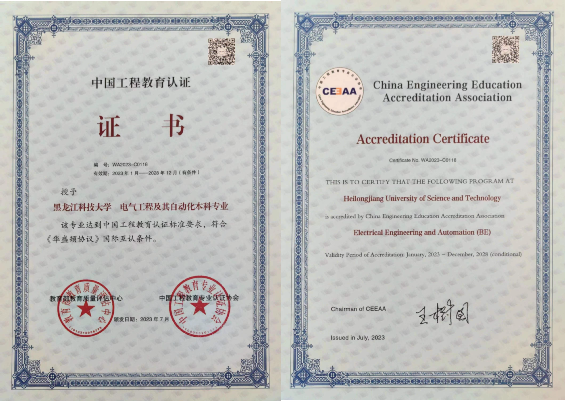 中国工程教育认证
证 书
编 号：WA2023-C0118
有效期：2023年1月——2028年12月（有条件）
授予
黑龙江科技大学 电气工程及其自动化本科专业
该专业达到中国工程教育认证标准要求，符合
《华盛顿协议》国际互认条件。
教育部教育质量评估中心 中国工程教育专业认证协会
颁发日期：2023年7月
CEEAA
China Engineering Education
Accreditation Association
Accreditation Certificate
Certificate No. WA2023-C0118
THIS IS TO CERTIFY THAT THE FOLLOWING PROGRAM AT
Heilongjiang University of Science and Technology
is accredited by China Engineering Education Accreditation Association
Electrical Engineering and Automation (BE)
Validity Period of Accreditation: January, 2023 – December, 2028 (conditional)
Chairman of CEEAA
Issued in July, 2023